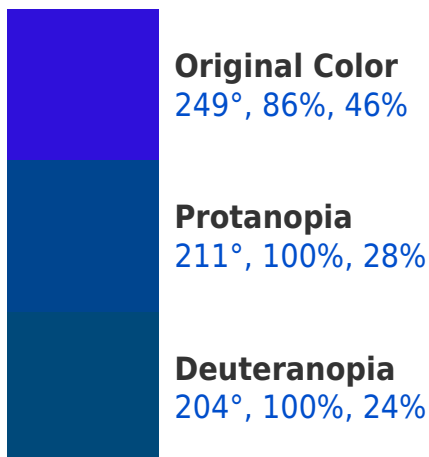 Original Color
249°, 86%, 46%
Protanopia
211°, 100%, 28%
Deuteranopia
204°, 100%, 24%